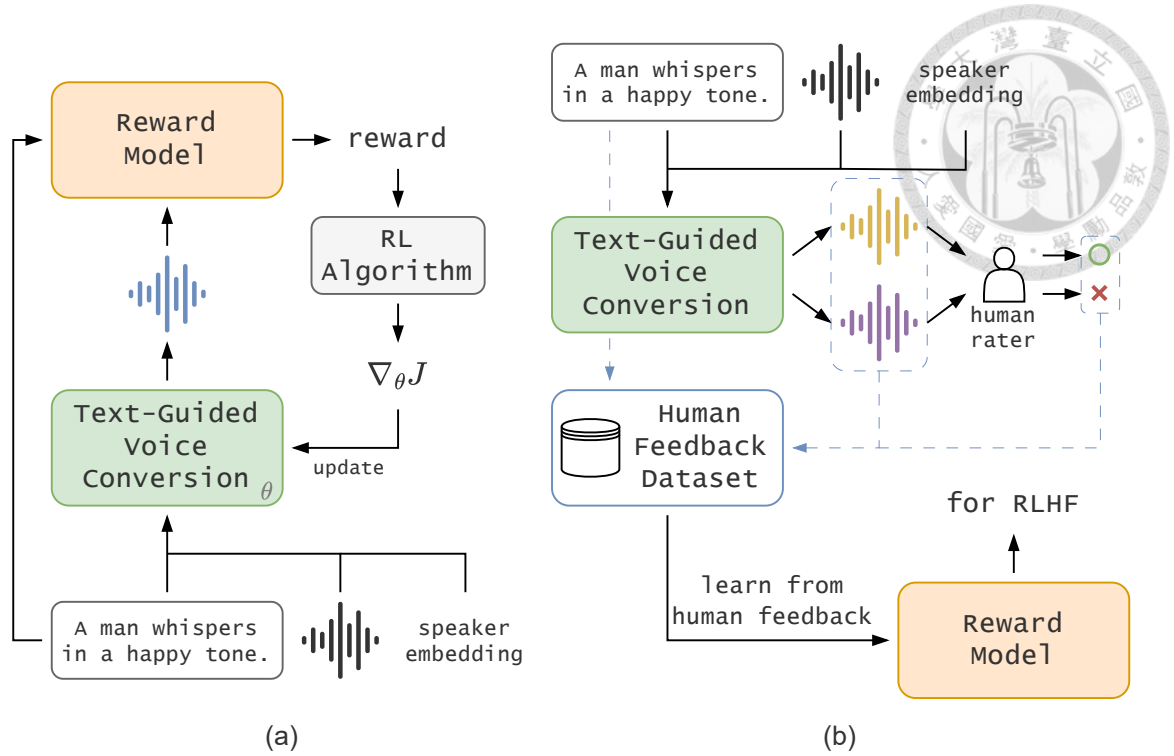 Reward
Model
reward
RL
Algorithm
∇θJ
Text-Guided
Voice
Conversion
θ
update
A man whispers
in a happy tone.
speaker
embedding
(a)
A man whispers
in a happy tone.
speaker
embedding
Text-Guided
Voice
Conversion
human
rater
Human
Feedback
Dataset
for RLHF
learn from
human feedback
Reward
Model
(b)